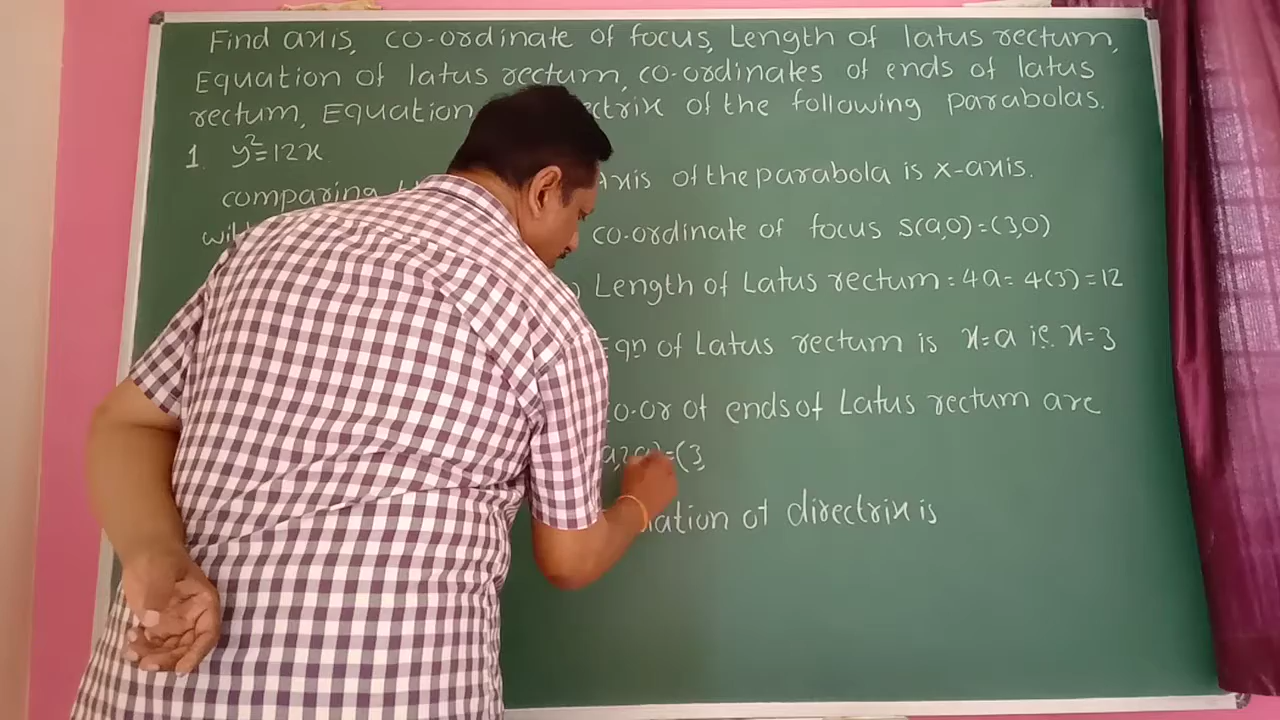 Find axis, co-ordinate of focus, Length of latus rectum,
Equation of latus rectum, co-ordinates of ends of latus
rectum, Equation of the following parabolas.
1. y²=12x
comparing
Axis of the parabola is x-axis.
co-ordinate of focus S(a,0)=(3,0)
) Length of Latus rectum = 4a = 4(3) = 12
Eqn of Latus rectum is x=a ie. x=3
co-or of ends of Latus rectum are
=(3,
of directrix is